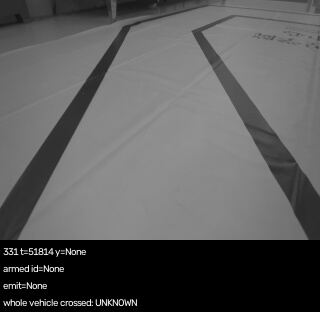 331 t=51814 y=None
armed id=None
emit=None
whole vehicle crossed: UNKNOWN